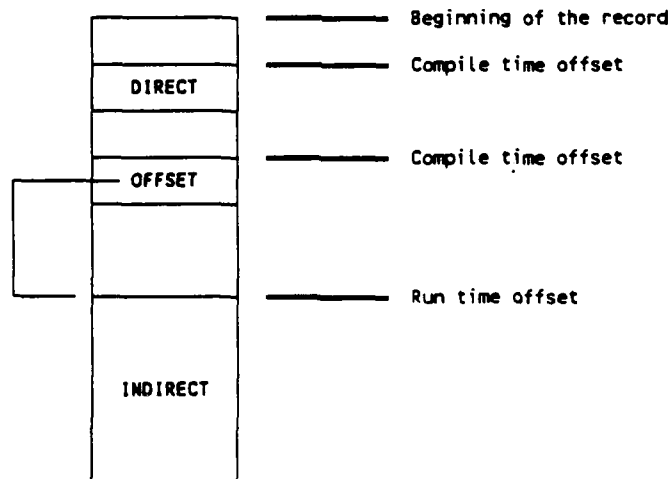 Beginning of the record
Compile time offset
DIRECT
Compile time offset
OFFSET
Run time offset
INDIRECT